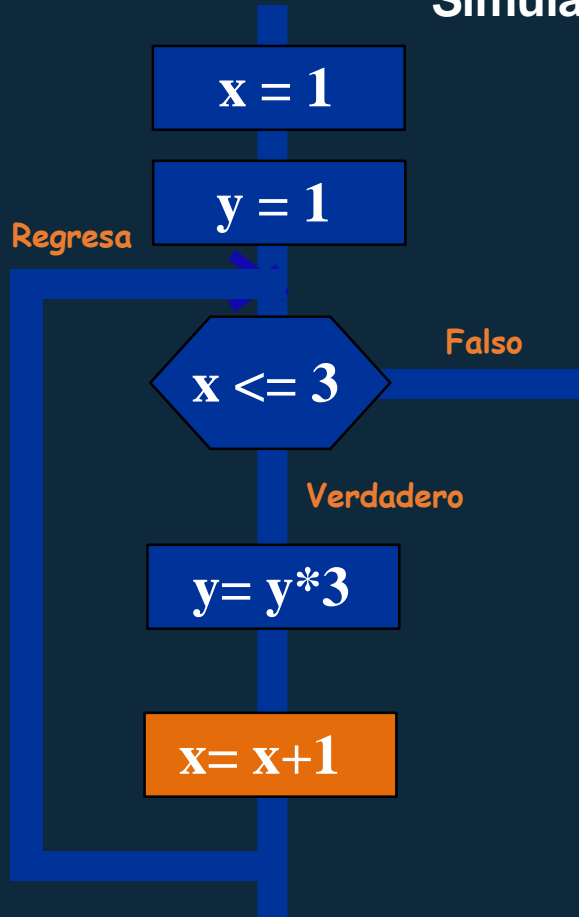 x = 1
y = 1
Regresa
x <= 3
Falso
Verdadero
y= y*3
x= x+1